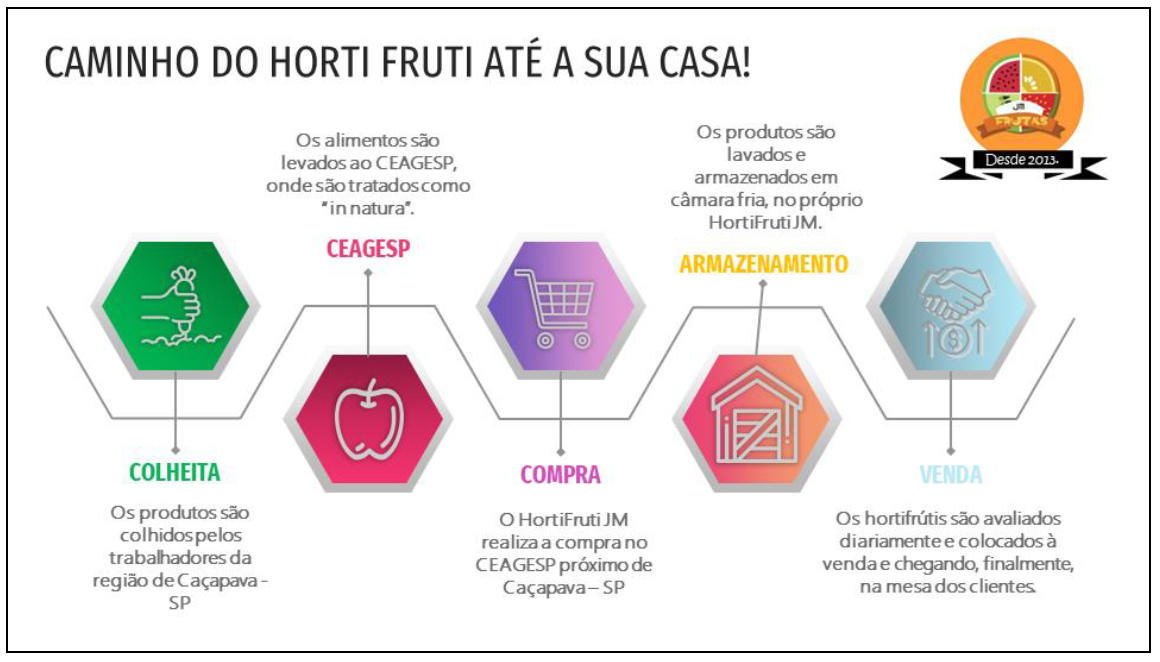 CAMINHO DO HORTI FRUTI ATÉ A SUA CASA!
JM
FRUTAS
Desde 2013.
Os alimentos são
levados ao CEAGESP,
onde são tratados como
“in natura”.
CEAGESP
Os produtos são
lavados e
armazenados em
câmara fria, no próprio
HortiFruti JM.
ARMAZENAMENTO
COLHEITA
Os produtos são
colhidos pelos
trabalhadores da
região de Caçapava -
SP
COMPRA
O HortiFruti JM
realiza a compra no
CEAGESP próximo de
Caçapava – SP
VENDA
Os hortifrútis são avaliados
diariamente e colocados à
venda e chegando, finalmente,
na mesa dos clientes.